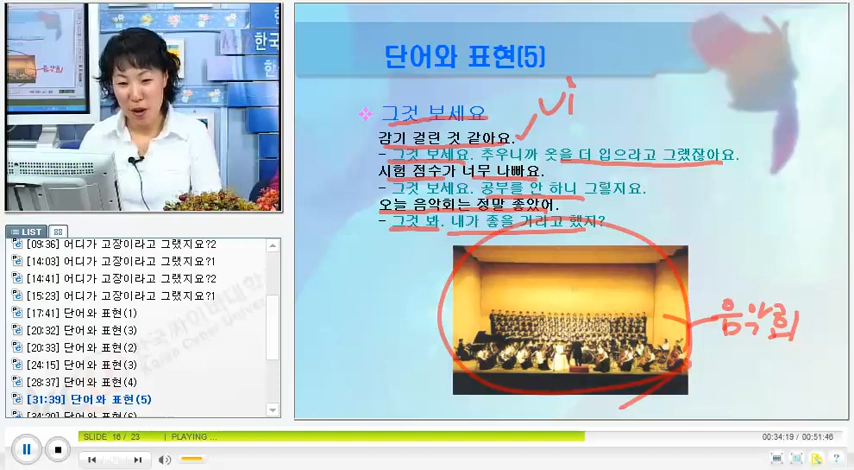 단어와 표현(5)
그것 보세요
감기 걸린 것 같아요.
- 그것 보세요. 추우니까 옷을 더 입으라고 그랬잖아요.
시험 점수가 너무 나빠요.
- 그것 보세요. 공부를 안 하니 그렇지요.
오늘 음악회는 정말 좋았어.
- 그것 봐. 내가 좋을 거라고 했지?
음악회
LIST
[09:36] 어디가 고장이라고 그랬지요?2
[14:03] 어디가 고장이라고 그랬지요?1
[14:41] 어디가 고장이라고 그랬지요?2
[15:23] 어디가 고장이라고 그랬지요?1
[17:41] 단어와 표현(1)
[20:32] 단어와 표현(3)
[20:33] 단어와 표현(2)
[24:15] 단어와 표현(3)
[28:37] 단어와 표현(4)
[31:39] 단어와 표현(5)
SLIDE 16 / 23 | PLAYING ...
00:34:19 / 00:51:46